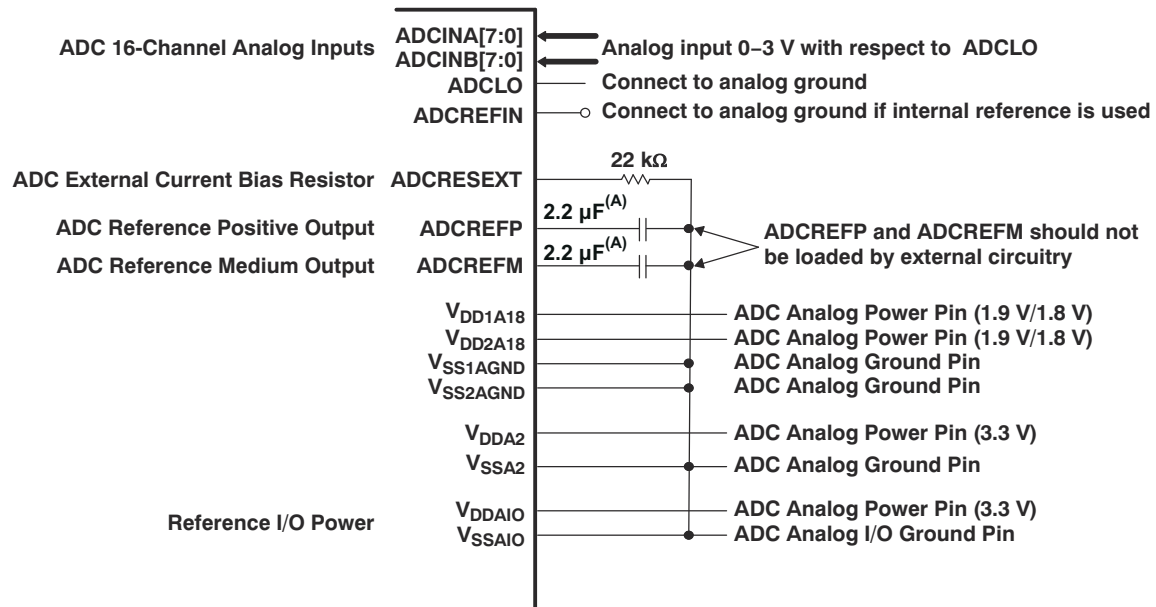 ADC 16-Channel Analog Inputs
ADCINA[7:0]
ADCINB[7:0]
Analog input 0–3 V with respect to ADCLO
ADCLO
Connect to analog ground
ADCREFIN
Connect to analog ground if internal reference is used
22 kΩ
ADC External Current Bias Resistor
ADCRESEXT
2.2 µF(A)
ADC Reference Positive Output
ADCREFP
ADCREFP and ADCREFM should not
be loaded by external circuitry
2.2 µF(A)
ADC Reference Medium Output
ADCREFM
VDD1A18
ADC Analog Power Pin (1.9 V/1.8 V)
VDD2A18
ADC Analog Power Pin (1.9 V/1.8 V)
VSS1AGND
ADC Analog Ground Pin
VSS2AGND
ADC Analog Ground Pin
VDDA2
ADC Analog Power Pin (3.3 V)
VSSA2
ADC Analog Ground Pin
Reference I/O Power
VDDAIO
ADC Analog Power Pin (3.3 V)
VSSAIO
ADC Analog I/O Ground Pin